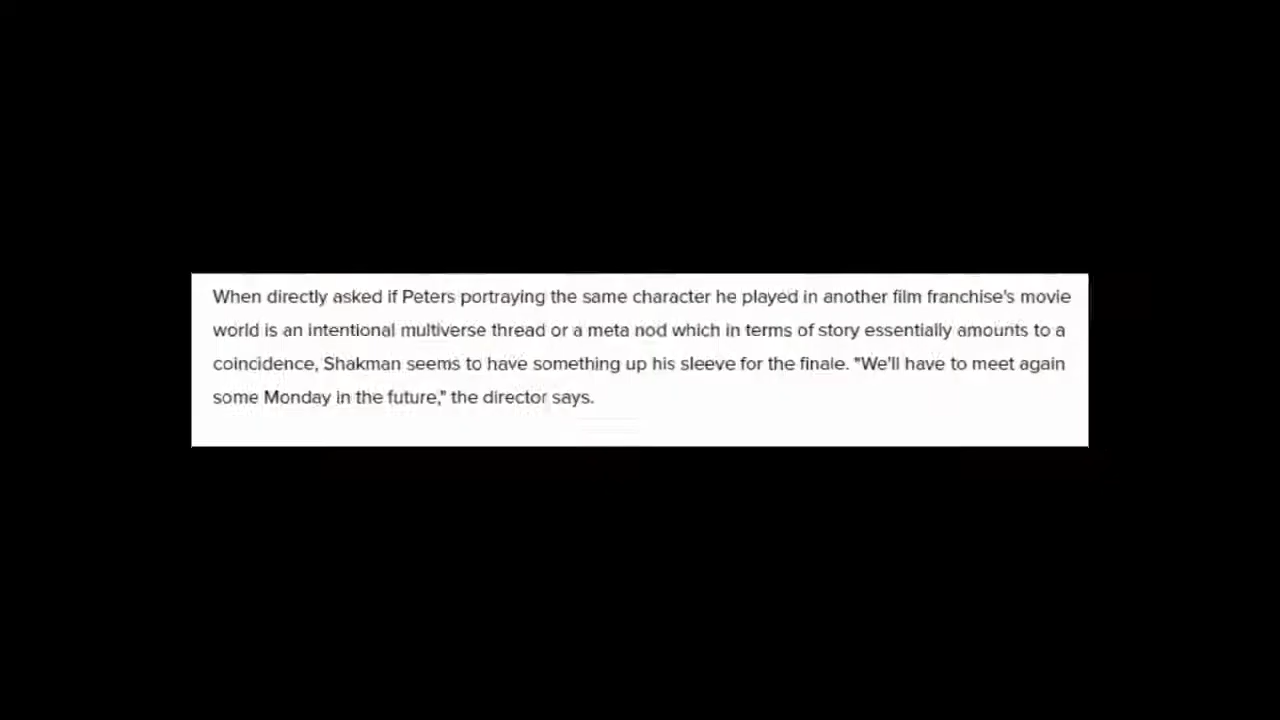 When directly asked if Peters portraying the same character he played in another film franchise's movie
world is an intentional multiverse thread or a meta nod which in terms of story essentially amounts to a
coincidence, Shakman seems to have something up his sleeve for the finale. "We'll have to meet again
some Monday in the future," the director says.